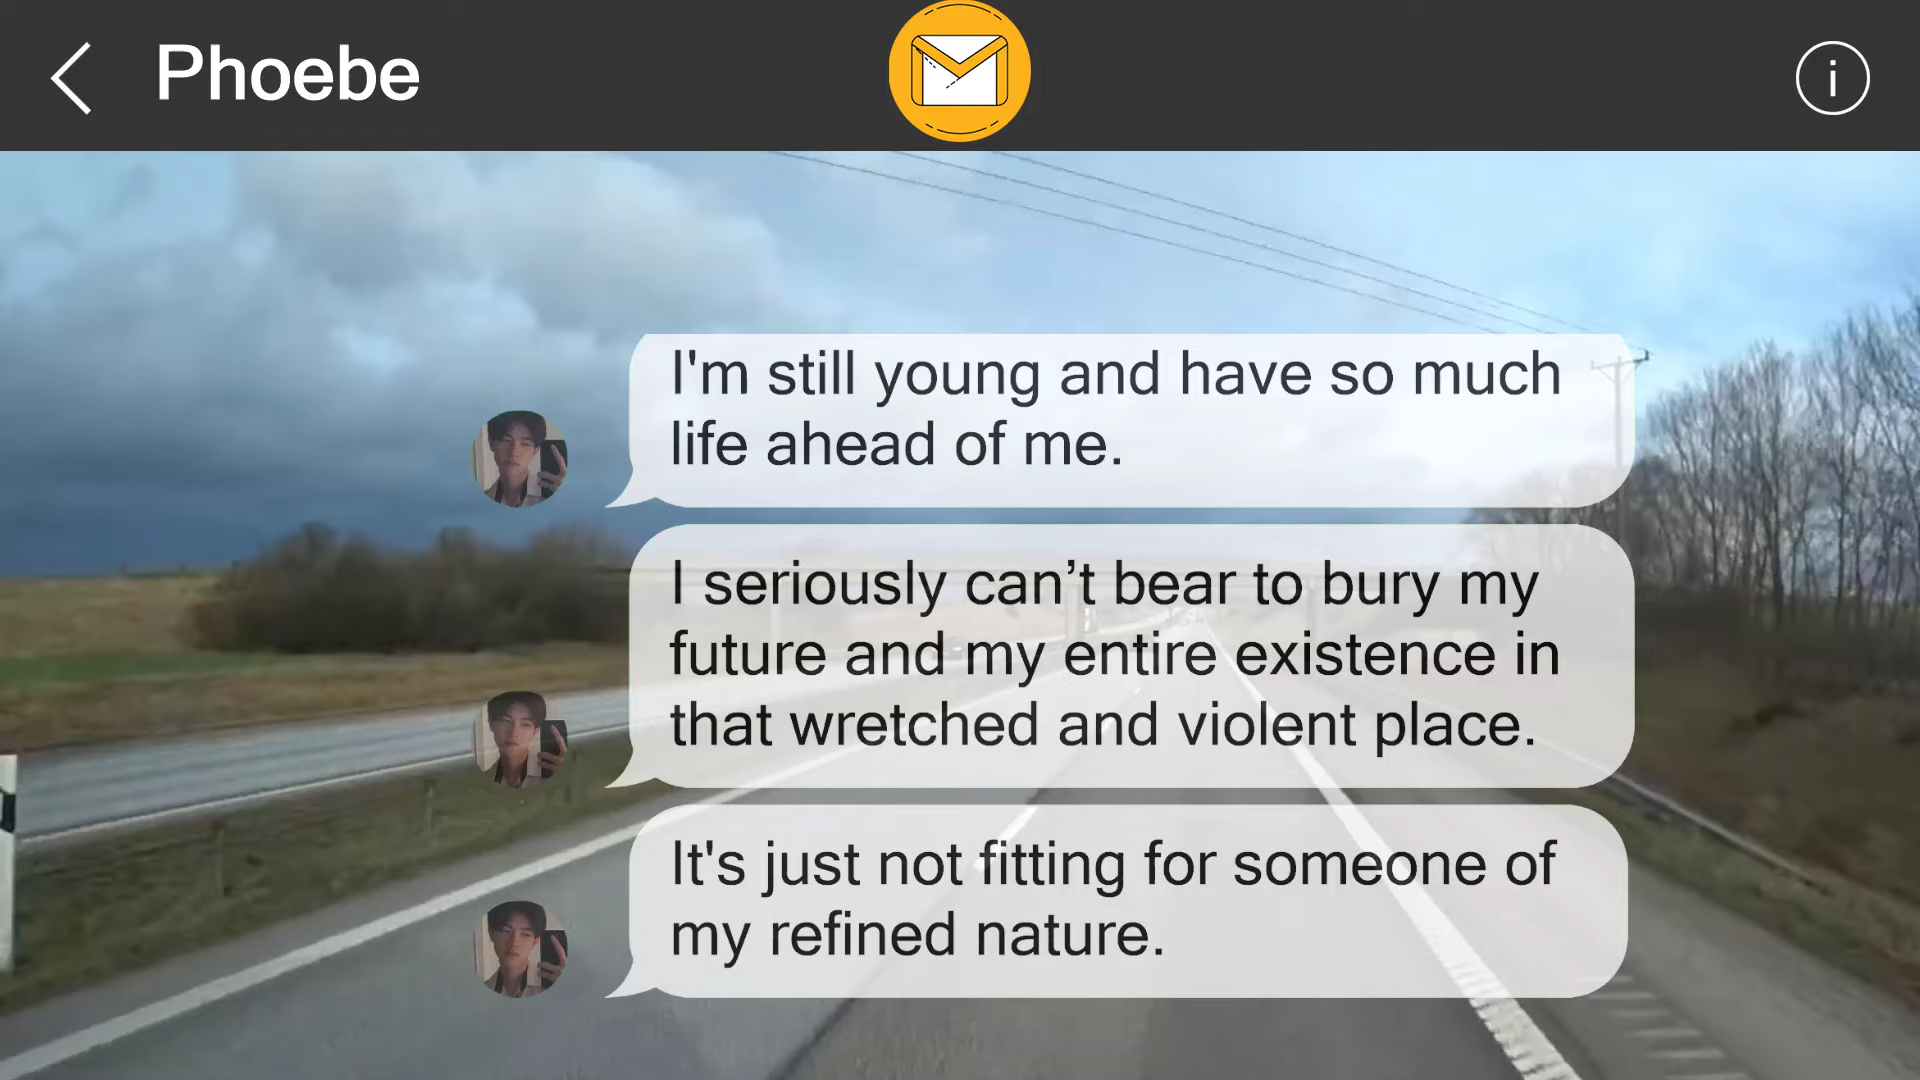 Phoebe
I'm still young and have so much
life ahead of me.
I seriously can’t bear to bury my
future and my entire existence in
that wretched and violent place.
It's just not fitting for someone of
my refined nature.